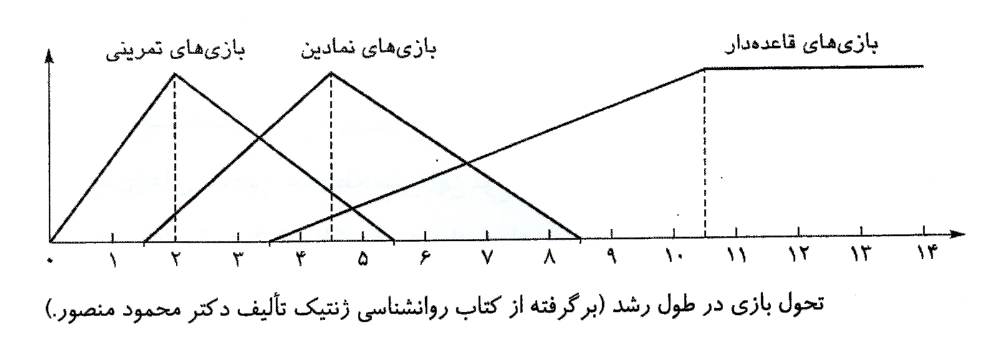 بازی‌های تمرینی
بازی‌های نمادین
بازی‌های قاعده‌دار
۰ ۱ ۲ ۳ ۴ ۵ ۶ ۷ ۸ ۹ ۱۰ ۱۱ ۱۲ ۱۳ ۱۴
تحول بازی در طول رشد (برگرفته از کتاب روانشناسی ژنتیک تألیف دکتر محمود منصور.)